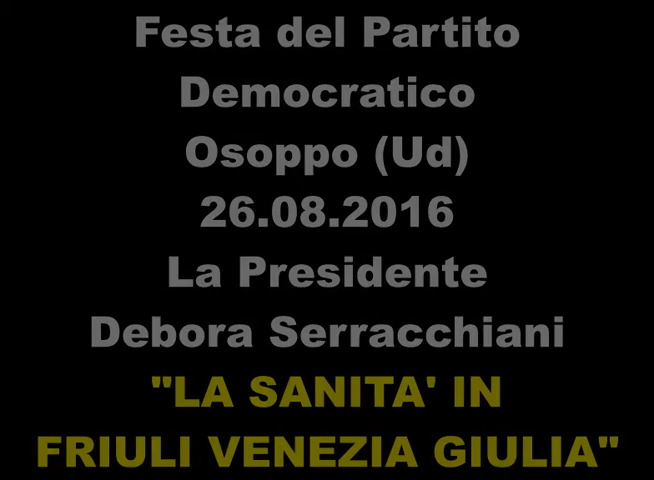 Festa del Partito
Democratico
Osoppo (Ud)
26.08.2016
La Presidente
Debora Serracchiani
"LA SANITA' IN
FRIULI VENEZIA GIULIA"